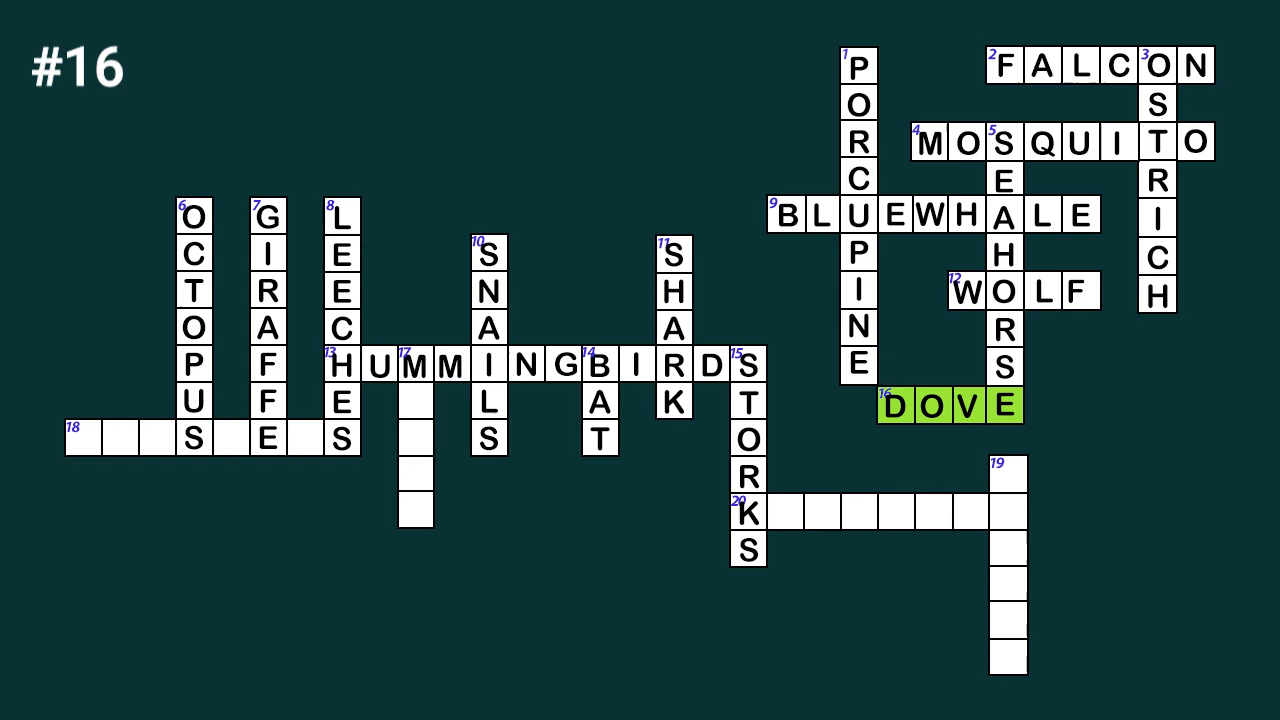 #16
1 PORCUPINE
2 FALCON
3 OSTRICH
4 MOSQUITO
5 SEAHORSE
6 OCTOPUS
7 GIRAFFE
8 LEECHES
9 BLUEWHALE
10 SNAILS
11 SHARK
12 WOLF
13 HUMMINGBIRDS
14 BAT
15 STORKS
16 DOVE
17 M
18 S E S
19
20 K